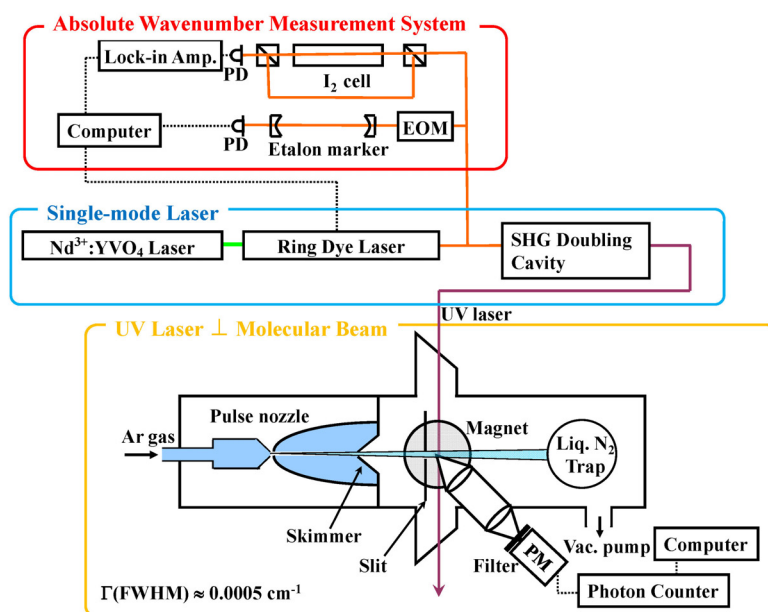 Absolute Wavenumber Measurement System
Lock-in Amp.
PD
I₂ cell
Computer
PD
Etalon marker
EOM
Single-mode Laser
Nd³⁺:YVO₄ Laser
Ring Dye Laser
SHG Doubling
Cavity
UV laser
UV Laser ⊥ Molecular Beam
Pulse nozzle
Ar gas
Magnet
Liq. N₂
Trap
Skimmer
Slit
Filter
PM
Vac. pump
Computer
Photon Counter
Γ(FWHM) ≈ 0.0005 cm⁻¹